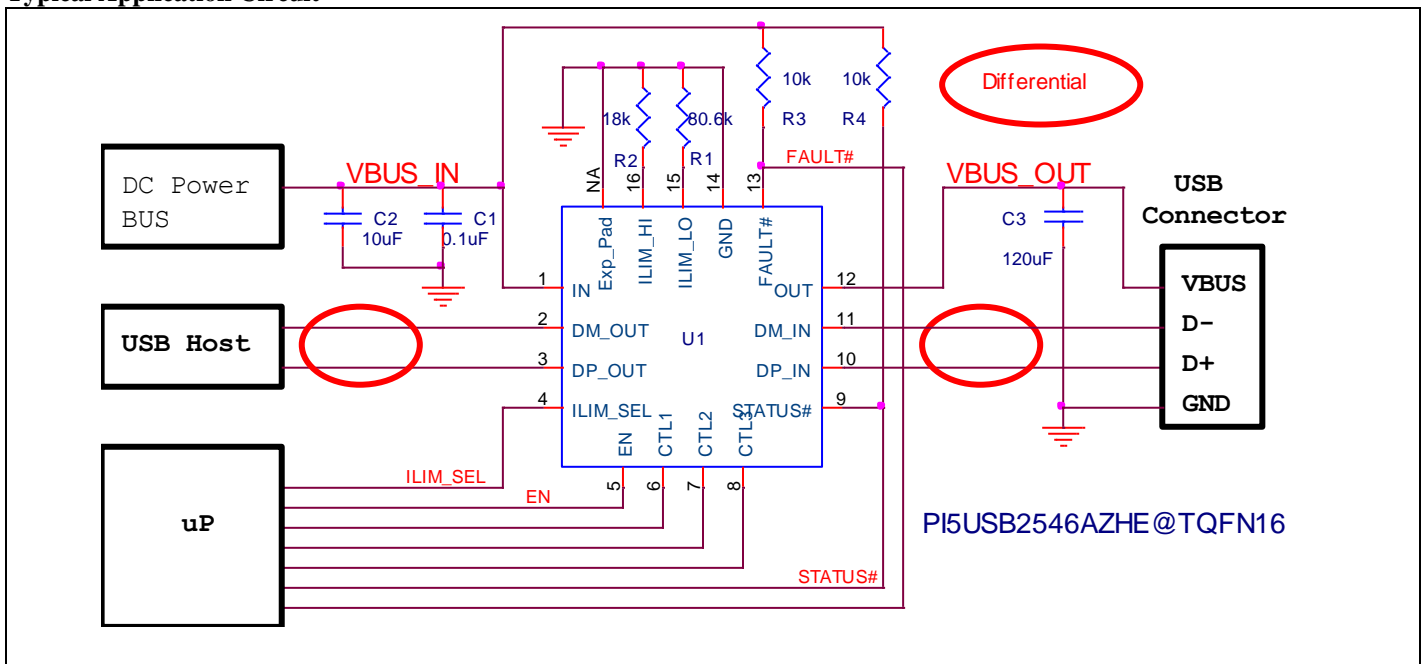 Typical Application Circuit
10k
10k
Differential
18k
80.6k
R3
R4
R2
R1
FAULT#
DC Power
BUS
VBUS_IN
VBUS_OUT
USB
Connector
NA
16
15
14
13
C2
10uF
C1
0.1uF
C3
120uF
Exp_Pad
ILIM_HI
ILIM_LO
GND
FAULT#
1
IN
OUT
12
VBUS
USB Host
2
DM_OUT
U1
DM_IN
11
D-
3
DP_OUT
DP_IN
10
D+
4
ILIM_SEL
STATUS#
9
GND
EN
CTL1
CTL2
CTL3
ILIM_SEL
5
6
7
8
EN
uP
PI5USB2546AZHE@TQFN16
STATUS#